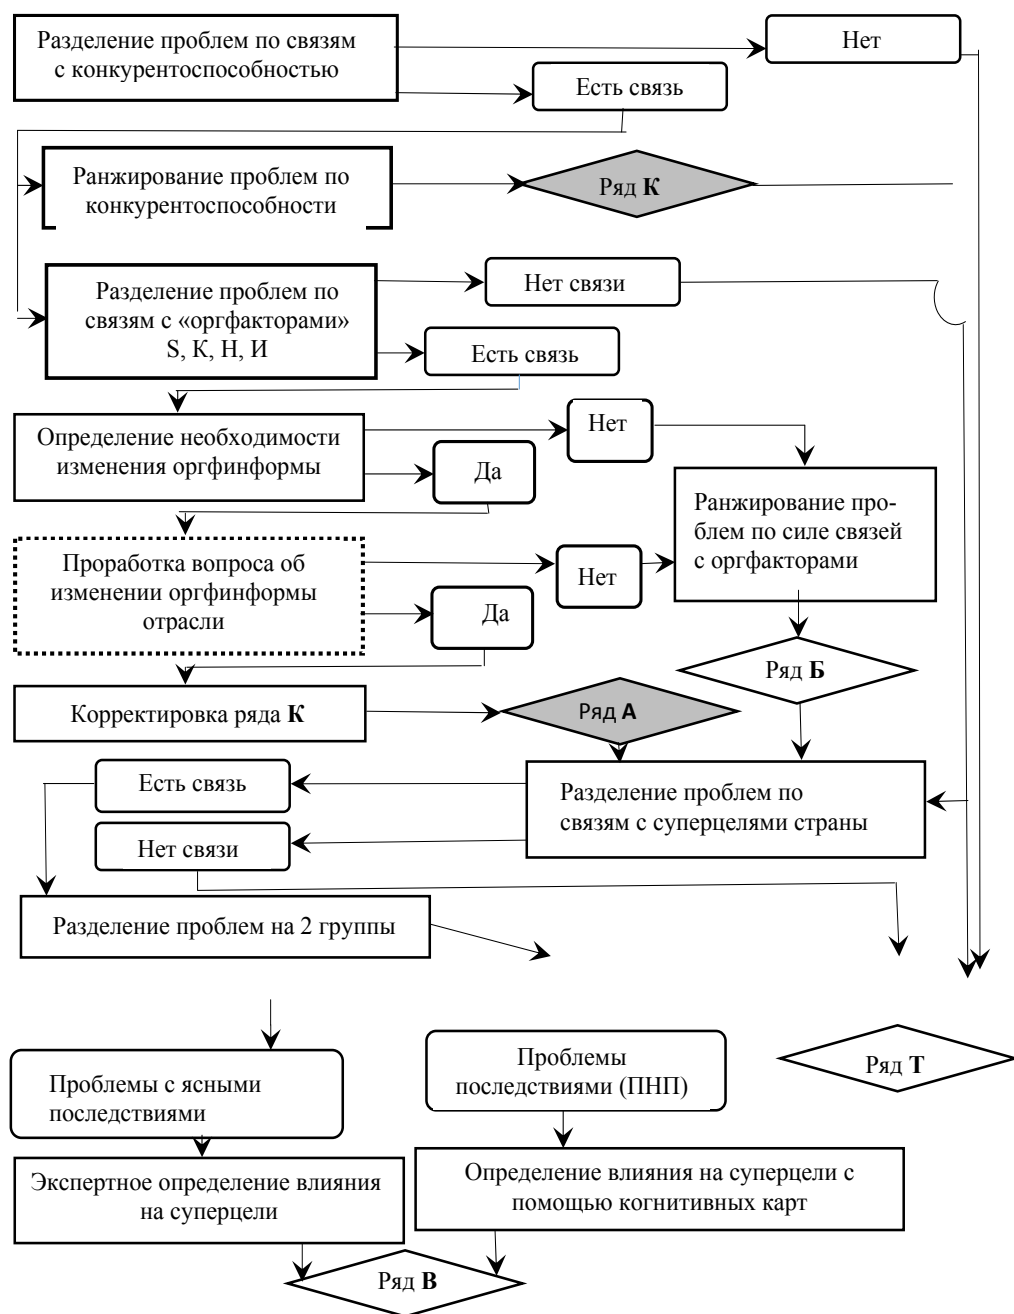 Разделение проблем по связям
с конкурентоспособностью
Нет
Есть связь
Ранжирование проблем по
конкурентоспособности
Ряд К
Разделение проблем по
связям с «оргфакторами»
S, К, Н, И
Нет связи
Есть связь
Определение необходимости
изменения оргфинформы
Нет
Да
Ранжирование про-
блем по силе связей
с оргфакторами
Проработка вопроса об
изменении оргфинформы
отрасли
Нет
Да
Ряд Б
Корректировка ряда К
Ряд А
Есть связь
Нет связи
Разделение проблем по
связям с суперцелями страны
Разделение проблем на 2 группы
Проблемы с ясными
последствиями
Проблемы
последствиями (ПНП)
Ряд Т
Экспертное определение влияния
на суперцели
Определение влияния на суперцели с
помощью когнитивных карт
Ряд В